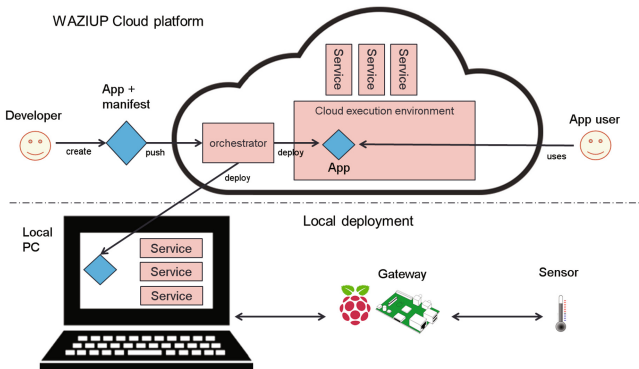 WAZIUP Cloud platform
Service
Service
Service
App +
manifest
Cloud execution environment
Developer
App user
create
push
orchestrator
deploy
App
uses
deploy
Local deployment
Local
PC
Service
Service
Service
Gateway
Sensor